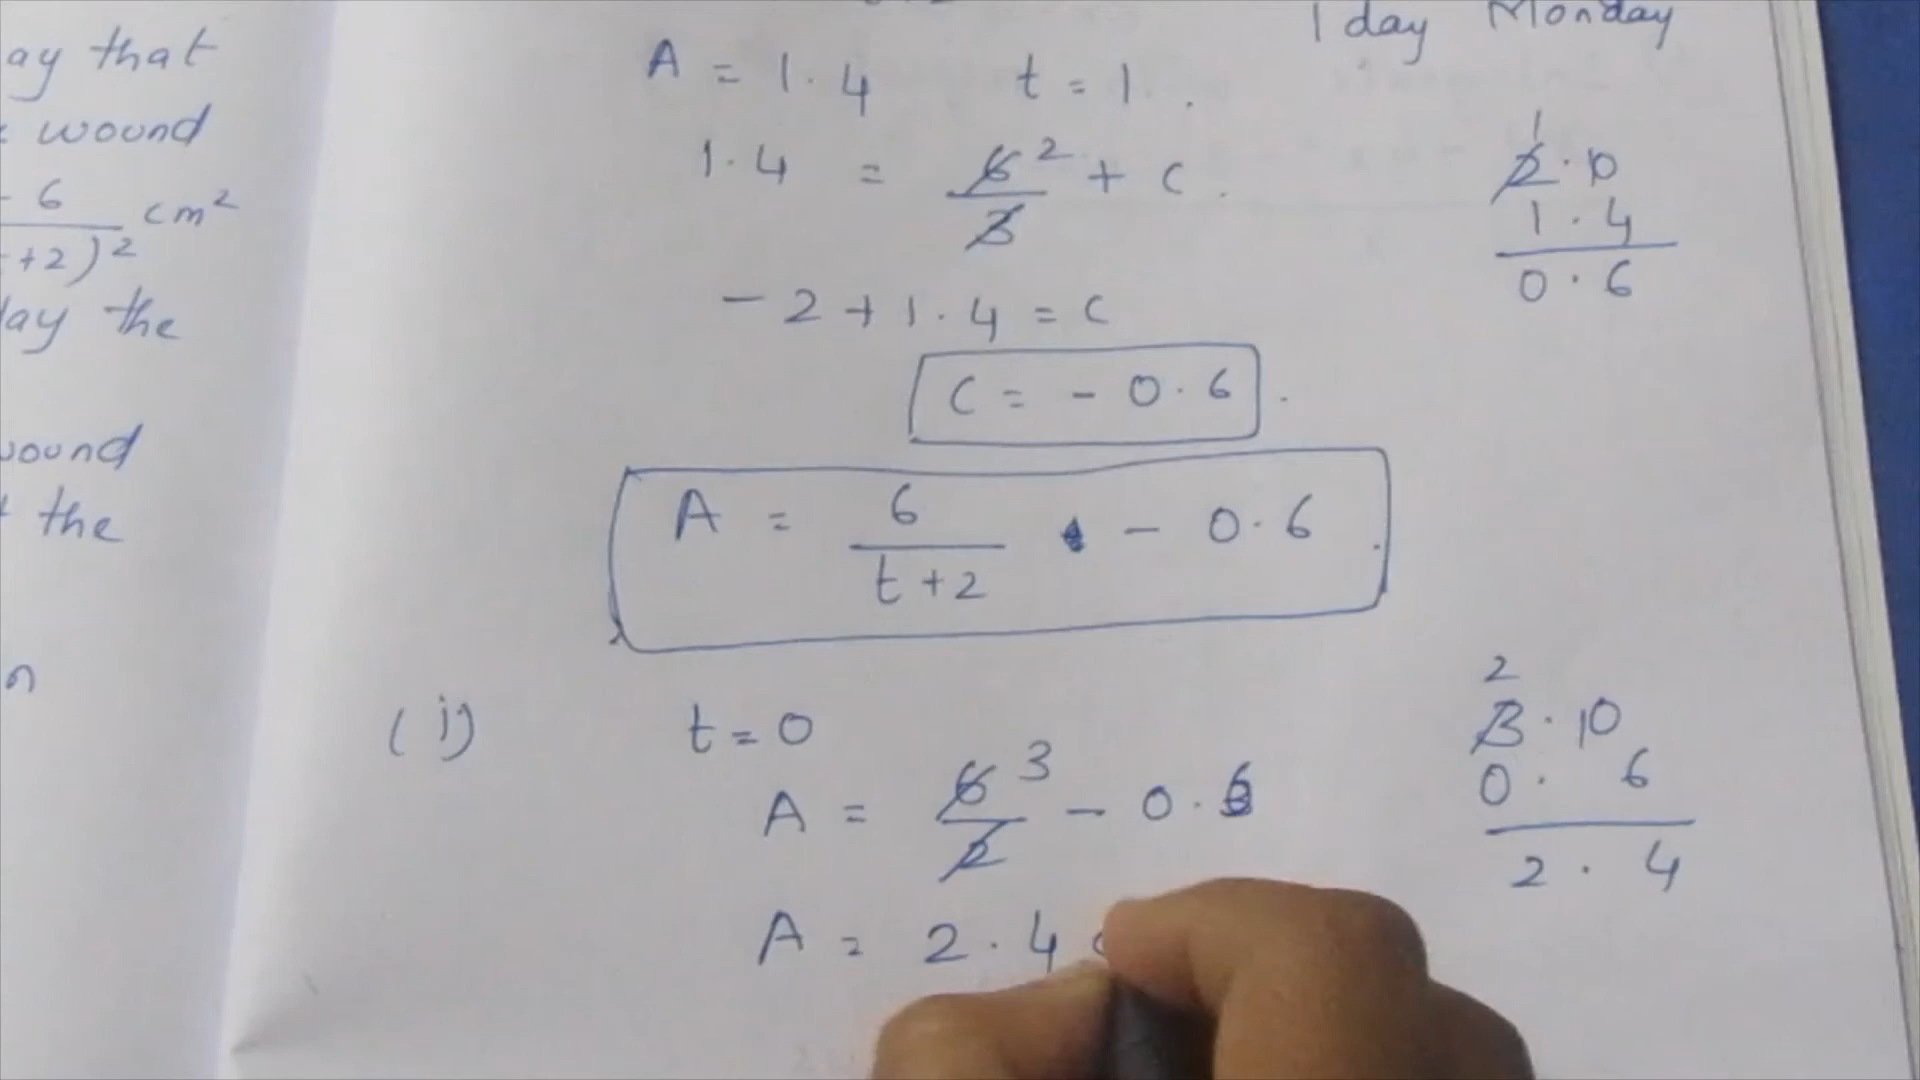 ay that
wound
- 6
cm²
+2)²
ay the
wound
the
n
1 day Monday
A = 1.4 t = 1.
1.4 = 6² / 3 + c.
-2 + 1.4 = c
C = - 0.6.
A = 6 / t+2 - 0.6
(i) t = 0
A = 6³ / 2 - 0.6
A = 2.4
1
2.10
1.4
0.6
2
3.10
0. 6
2. 4